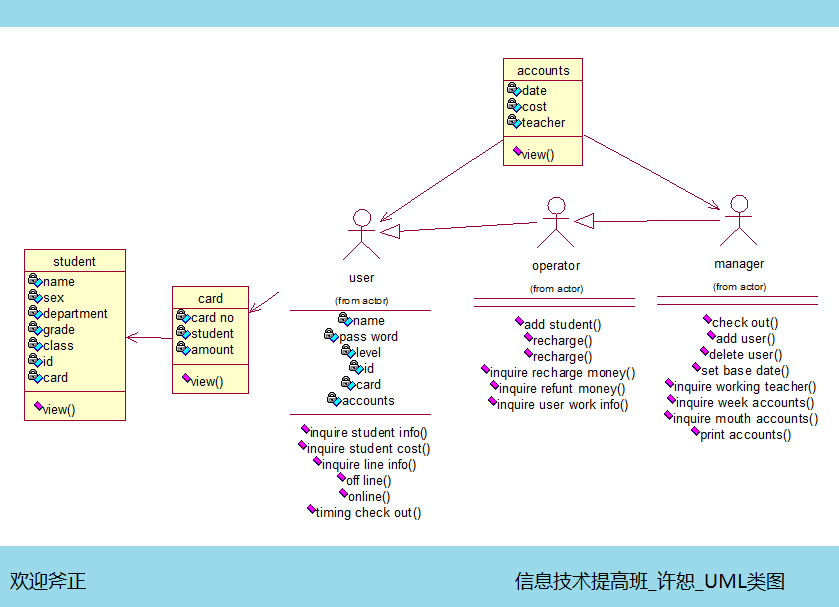 accounts
date
cost
teacher
view()
student
name
sex
department
grade
class
id
card
view()
card
card no
student
amount
view()
user
(from actor)
name
pass word
level
id
card
accounts
inquire student info()
inquire student cost()
inquire line info()
off line()
online()
timing check out()
operator
(from actor)
add student()
recharge()
recharge()
inquire recharge money()
inquire refunt money()
inquire user work info()
manager
(from actor)
check out()
add user()
delete user()
set base date()
inquire working teacher()
inquire week accounts()
inquire mouth accounts()
print accounts()
欢迎斧正
信息技术提高班_许恕_UML类图